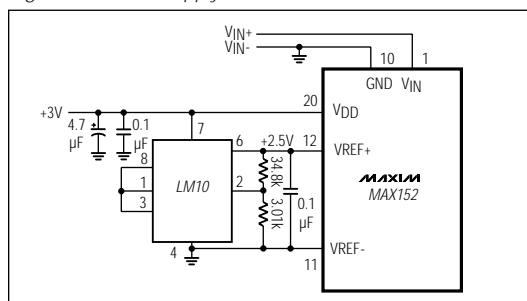 VIN+
VIN-
10 1
GND VIN
+3V
20 VDD
4.7 µF
0.1 µF
7
6 +2.5V 12 VREF+
8
LM10
34.8k
1 2
3.01k
3
0.1 µF
MAXIM
MAX152
4
VREF-
11